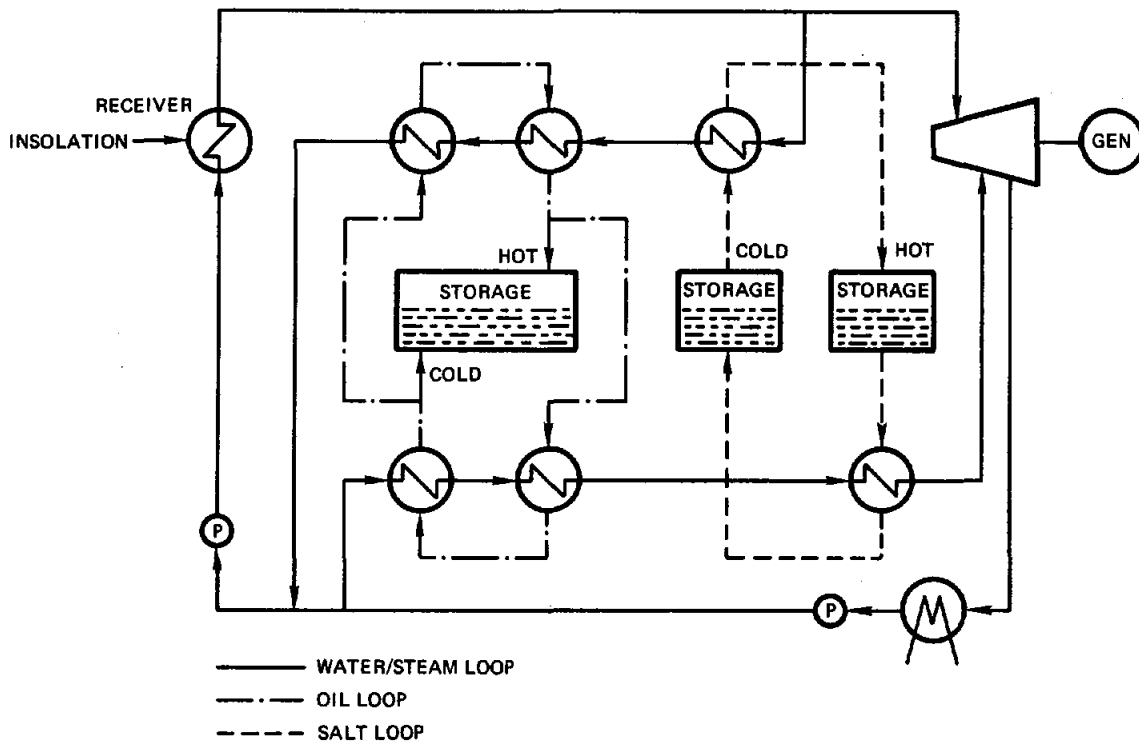 RECEIVER
INSOLATION
GEN
HOT
COLD
HOT
STORAGE
STORAGE
STORAGE
COLD
P
P
WATER/STEAM LOOP
OIL LOOP
SALT LOOP